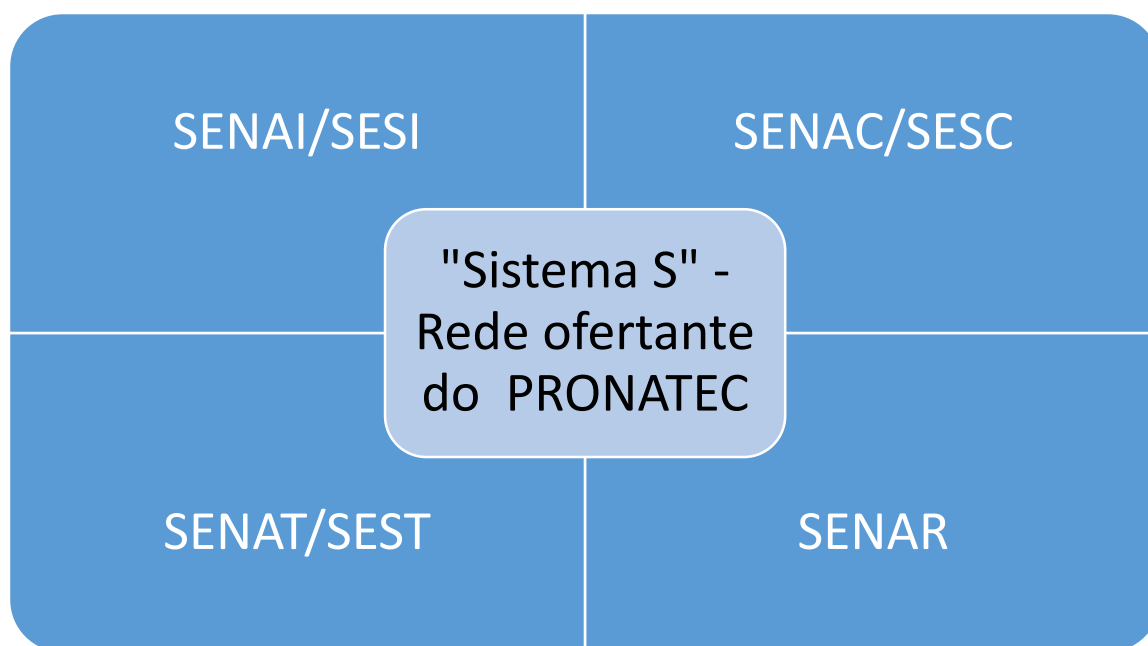 SENAI/SESI
SENAC/SESC
"Sistema S" -
Rede ofertante
do PRONATEC
SENAT/SEST
SENAR